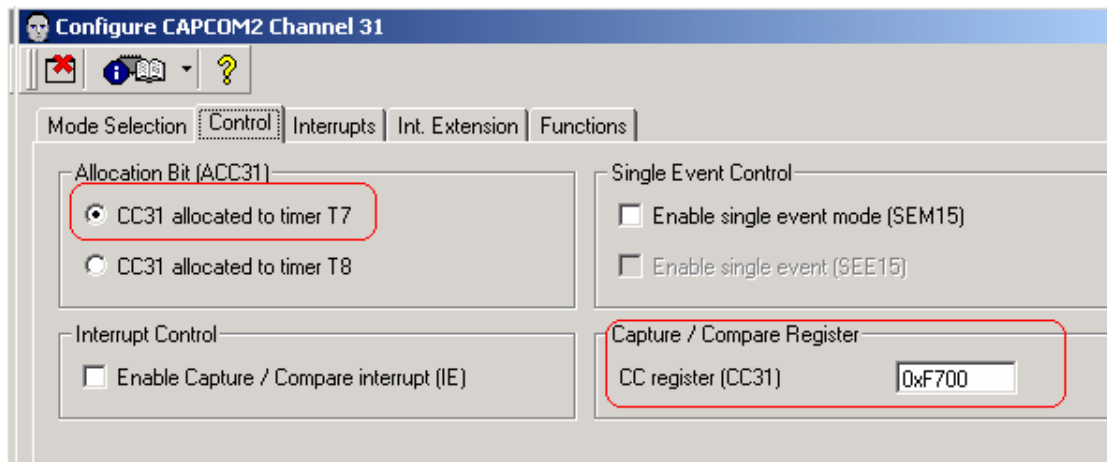 Configure CAPCOM2 Channel 31
Mode Selection Control Interrupts Int. Extension Functions
Allocation Bit (ACC31)
CC31 allocated to timer T7
CC31 allocated to timer T8
Single Event Control
Enable single event mode (SEM15)
Enable single event (SEE15)
Interrupt Control
Enable Capture / Compare interrupt (IE)
Capture / Compare Register
CC register (CC31) 0xF700